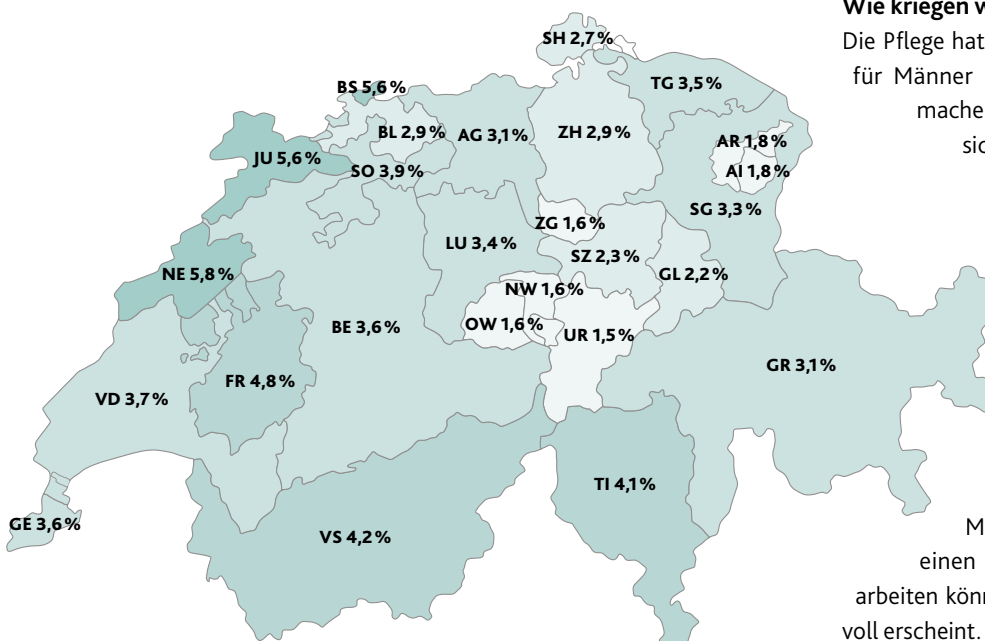 Wie kriegen
Die Pflege hat
für Männer
SH 2,7 %
TG 3,5 %
BS 5,6 %
BL 2,9 %
AG 3,1 %
ZH 2,9 %
AR 1,8 %
JU 5,6 %
SO 3,9 %
AI 1,8 %
SG 3,3 %
ZG 1,6 %
LU 3,4 %
SZ 2,3 %
NE 5,8 %
GL 2,2 %
NW 1,6 %
OW 1,6 %
BE 3,6 %
UR 1,5 %
GR 3,1 %
FR 4,8 %
VD 3,7 %
TI 4,1 %
GE 3,6 %
VS 4,2 %
einen
voll erscheint.